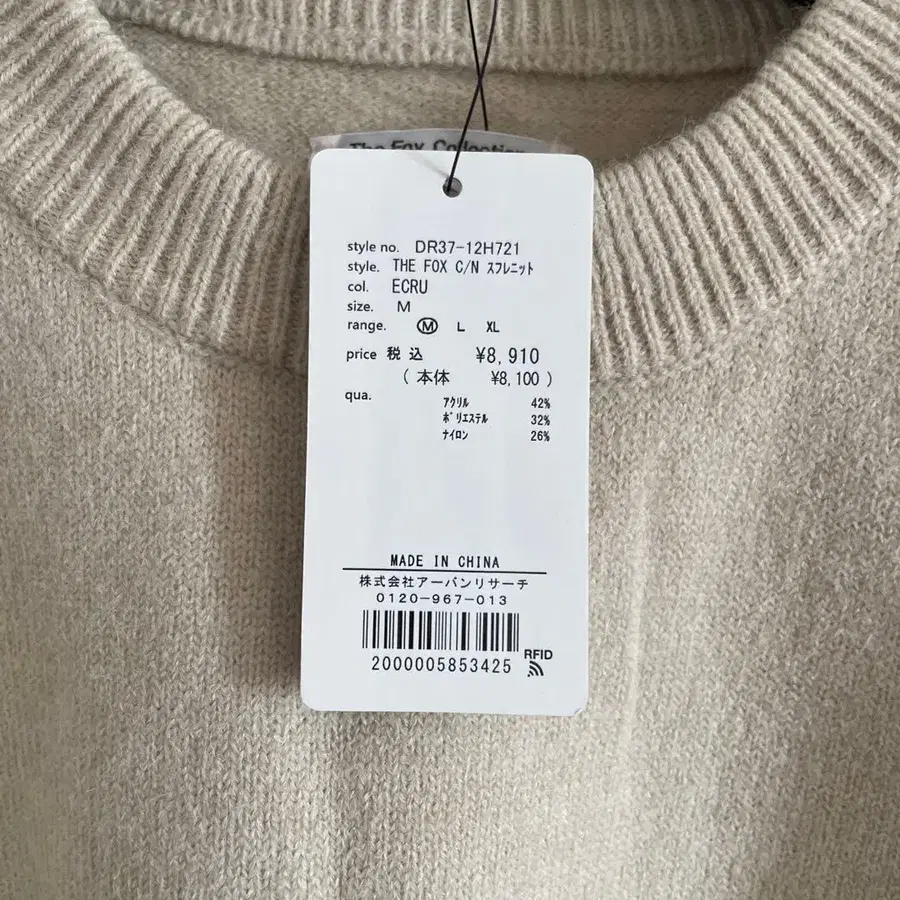 The Fox Collection
style no. DR37-12H721
style. THE FOX C/N スフレニット
col. ECRU
size. M
range. Ⓜ L XL
price 税込 ¥8,910
(本体 ¥8,100)
qua. アクリル 42%
ポリエステル 32%
ナイロン 26%
MADE IN CHINA
株式会社アーバンリサーチ
0120-967-013
RFID
2000005853425